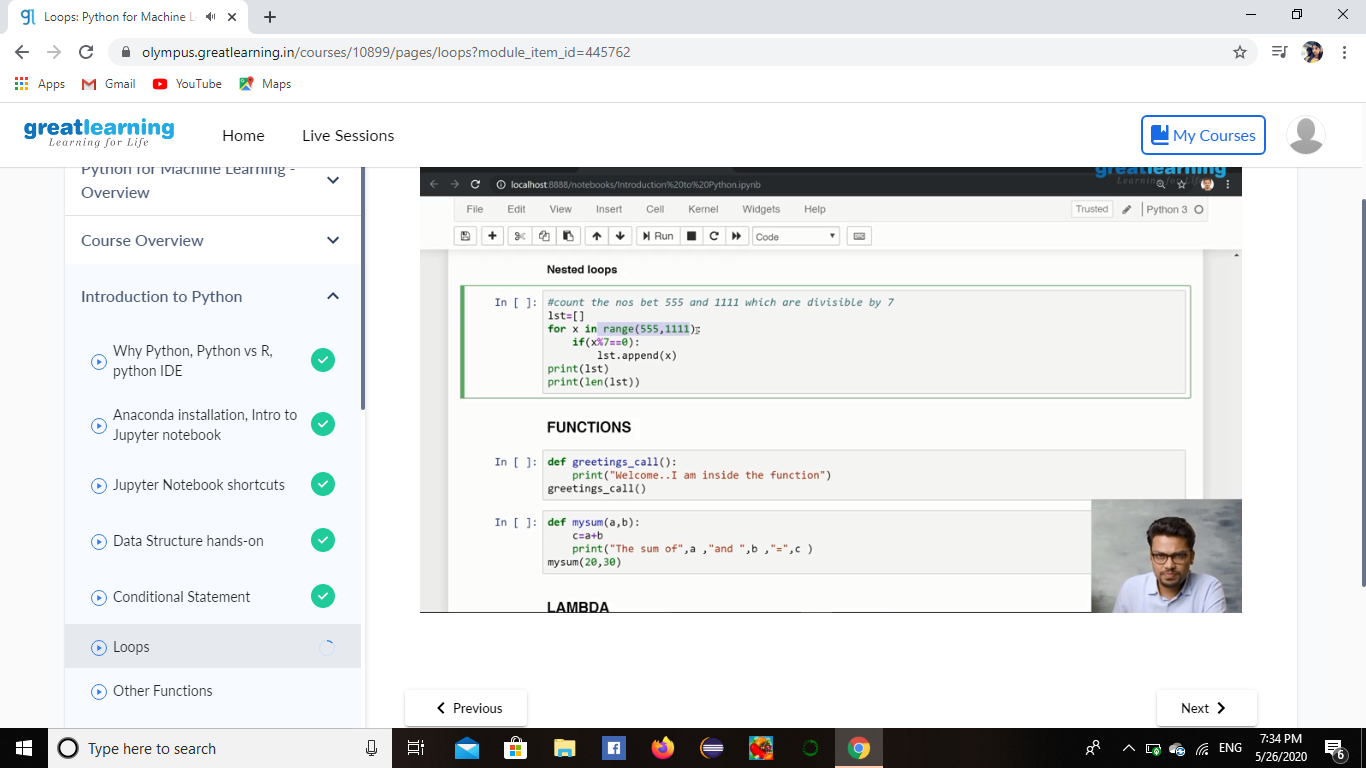 Loops: Python for Machine L
olympus.greatlearning.in/courses/10899/pages/loops?module_item_id=445762
Apps Gmail YouTube Maps
greatlearning
Learning for Life
Home Live Sessions My Courses
Python for Machine Learning -
Overview
Course Overview
Introduction to Python
Why Python, Python vs R,
python IDE
Anaconda installation, Intro to
Jupyter notebook
Jupyter Notebook shortcuts
Data Structure hands-on
Conditional Statement
Loops
Other Functions
greatlearning
localhost:8888/notebooks/Introduction%20to%20Python.ipynb
File Edit View Insert Cell Kernel Widgets Help Trusted Python 3
Run Code
Nested loops
In [ ]: #count the nos bet 555 and 1111 which are divisible by 7
lst=[]
for x in range(555,1111):
if(x%7==0):
lst.append(x)
print(lst)
print(len(lst))
FUNCTIONS
In [ ]: def greetings_call():
print("Welcome..I am inside the function")
greetings_call()
In [ ]: def mysum(a,b):
c=a+b
print("The sum of",a ,"and ",b ,"=",c )
mysum(20,30)
LAMBDA
Previous Next
Type here to search
ENG
7:34 PM
5/26/2020
6